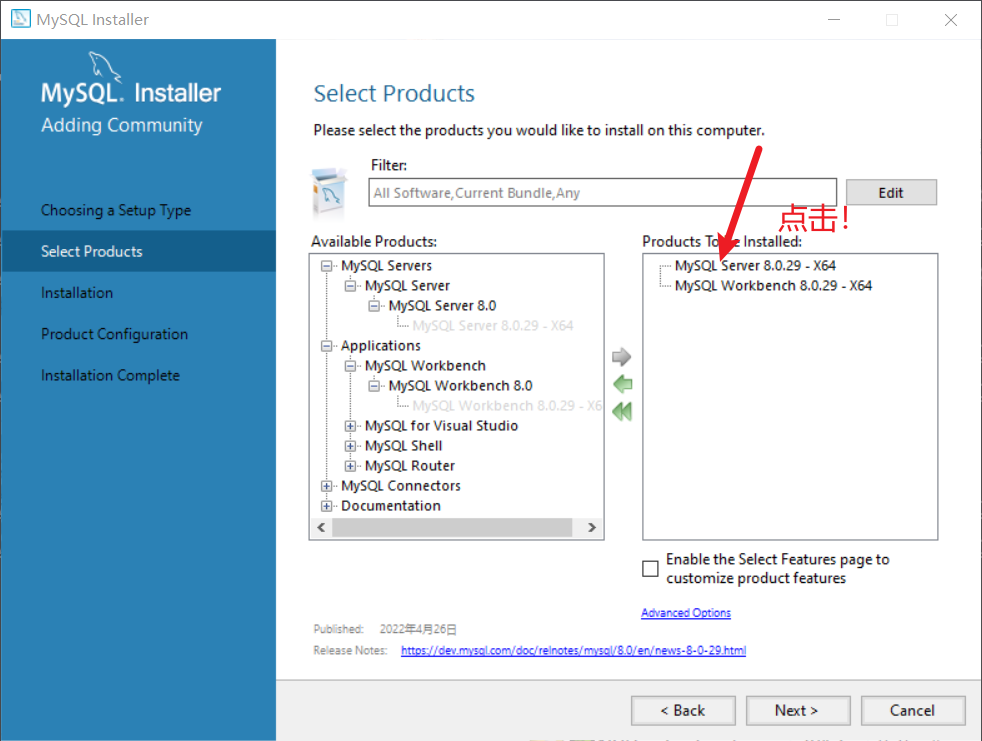 MySQL Installer
MySQL. Installer
Adding Community
Choosing a Setup Type
Select Products
Installation
Product Configuration
Installation Complete
Select Products
Please select the products you would like to install on this computer.
Filter:
All Software,Current Bundle,Any
Edit
点击！
Available Products:
MySQL Servers
MySQL Server
MySQL Server 8.0
MySQL Server 8.0.29 - X64
Applications
MySQL Workbench
MySQL Workbench 8.0
MySQL Workbench 8.0.29 - X6
MySQL for Visual Studio
MySQL Shell
MySQL Router
MySQL Connectors
Documentation
Products To Be Installed:
MySQL Server 8.0.29 - X64
MySQL Workbench 8.0.29 - X64
Enable the Select Features page to
customize product features
Advanced Options
Published: 2022年4月26日
Release Notes: https://dev.mysql.com/doc/relnotes/mysql/8.0/en/news-8-0-29.html
< Back
Next >
Cancel